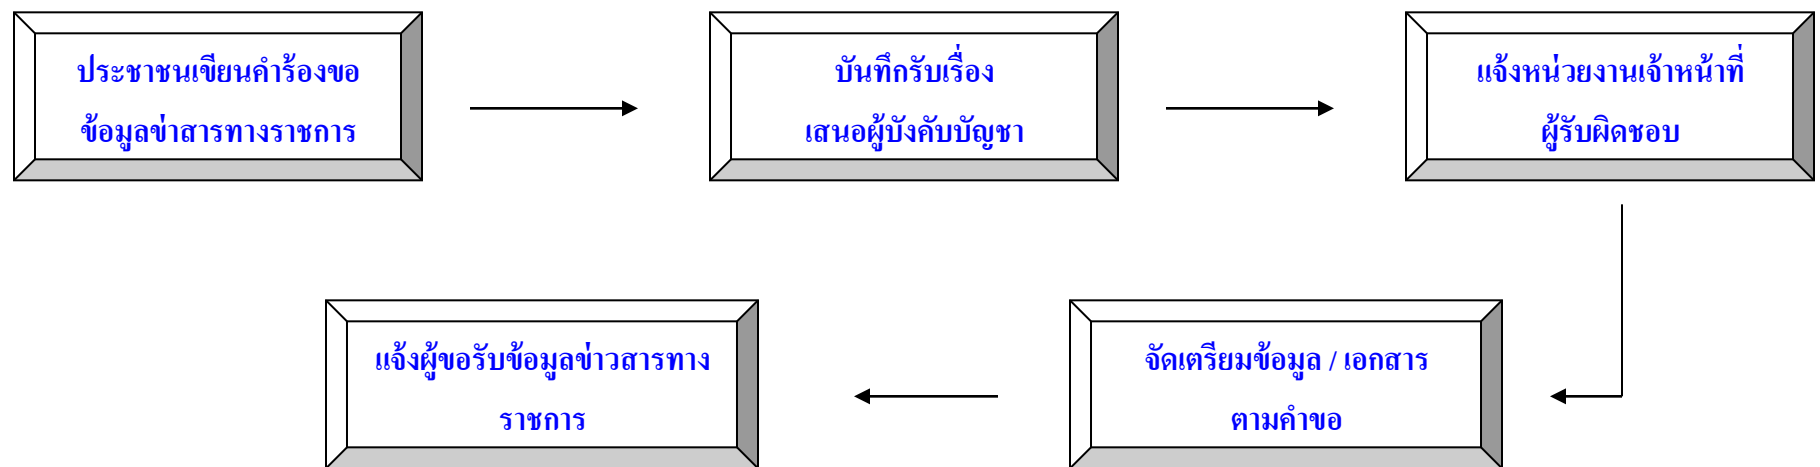 ประชาชนเขียนคำร้องขอ
ข้อมูลข่าสารทางราชการ
บันทึกรับเรื่อง
เสนอผู้บังคับบัญชา
แจ้งหน่วยงานเจ้าหน้าที่
ผู้รับผิดชอบ
จัดเตรียมข้อมูล / เอกสาร
ตามคำขอ
แจ้งผู้ขอรับข้อมูลข่าวสารทาง
ราชการ